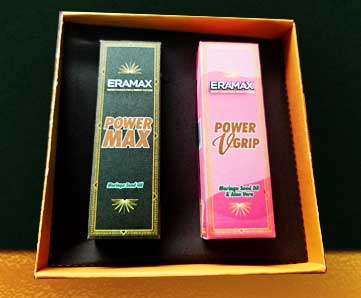 ERAMAX
POWER
MAX
Moringa Seed Oil
ERAMAX
POWER
V GRIP
Moringa Seed Oil
& Aloe Vera